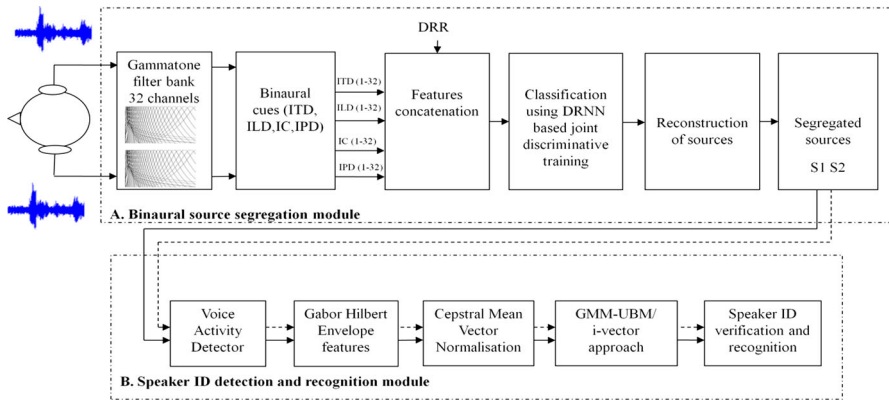 DRR
Gammatone
filter bank
32 channels
Binaural
cues (ITD,
ILD,IC,IPD)
ITD (1-32)
ILD (1-32)
IC (1-32)
IPD (1-32)
Features
concatenation
Classification
using DRNN
based joint
discriminative
training
Reconstruction
of sources
Segregated
sources
S1 S2
A. Binaural source segregation module
Voice
Activity
Detector
Gabor Hilbert
Envelope
features
Cepstral Mean
Vector
Normalisation
GMM-UBM/
i-vector
approach
Speaker ID
verification and
recognition
B. Speaker ID detection and recognition module